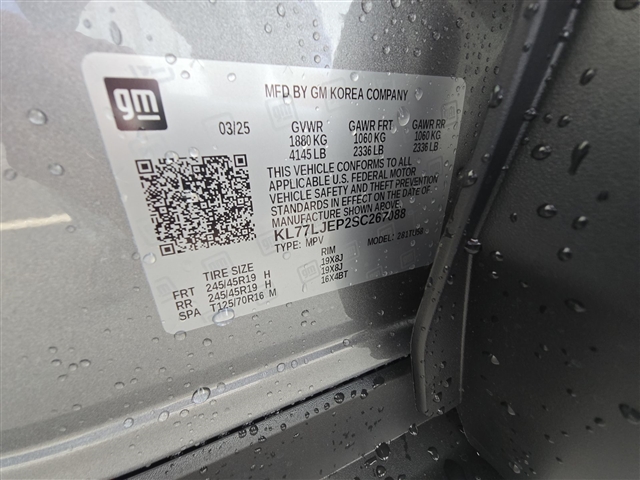 gm
MFD BY GM KOREA COMPANY
03/25 GVWR GAWR FRT GAWR RR
1880 KG 1060 KG 1060 KG
4145 LB 2336 LB 2336 LB
THIS VEHICLE CONFORMS TO ALL
APPLICABLE U.S. FEDERAL MOTOR
VEHICLE SAFETY AND THEFT PREVENTION
STANDARDS IN EFFECT ON THE DATE OF
MANUFACTURE SHOWN ABOVE.
TYPE: MPV MODEL:
TIRE SIZE RIM
FRT 245/45R19 H 19X8J
RR 245/45R19 H 19X8J
SPA T125/70R16 M 16X4BT